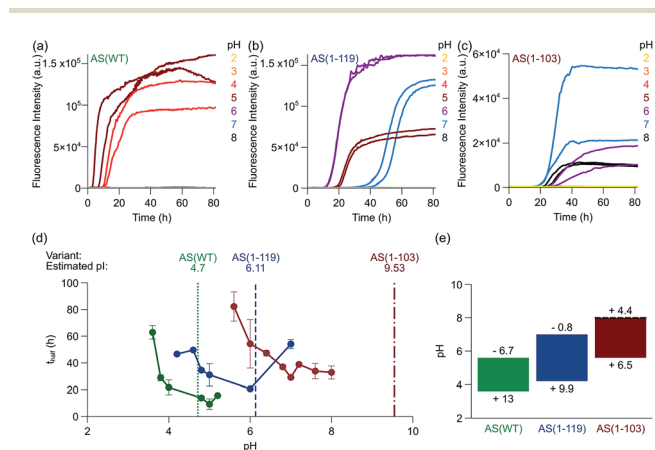 (a)
AS(WT)
Fluorescence Intensity (a.u.)
1.5×10⁵
10⁵
5×10⁴
0
0 20 40 60 80
Time (h)
pH
2
3
4
5
6
7
8
(b)
AS(1-119)
Fluorescence Intensity (a.u.)
1.5×10⁵
10⁵
5×10⁴
0
0 20 40 60 80
Time (h)
pH
2
3
4
5
6
7
8
(c)
AS(1-103)
Fluorescence Intensity (a.u.)
6×10⁴
4×10⁴
2×10⁴
0
0 20 40 60 80
Time (h)
pH
2
3
4
5
6
7
8
(d)
Variant: AS(WT) AS(1-119) AS(1-103)
Estimated pI: 4.7 6.11 9.53
t half (h)
100
80
60
40
20
0
2 4 6 8 10
pH
(e)
pH
10
8
6
4
2
+ 4.4
- 0.8
- 6.7
+ 6.5
+ 9.9
+ 13
AS(WT) AS(1-119) AS(1-103)